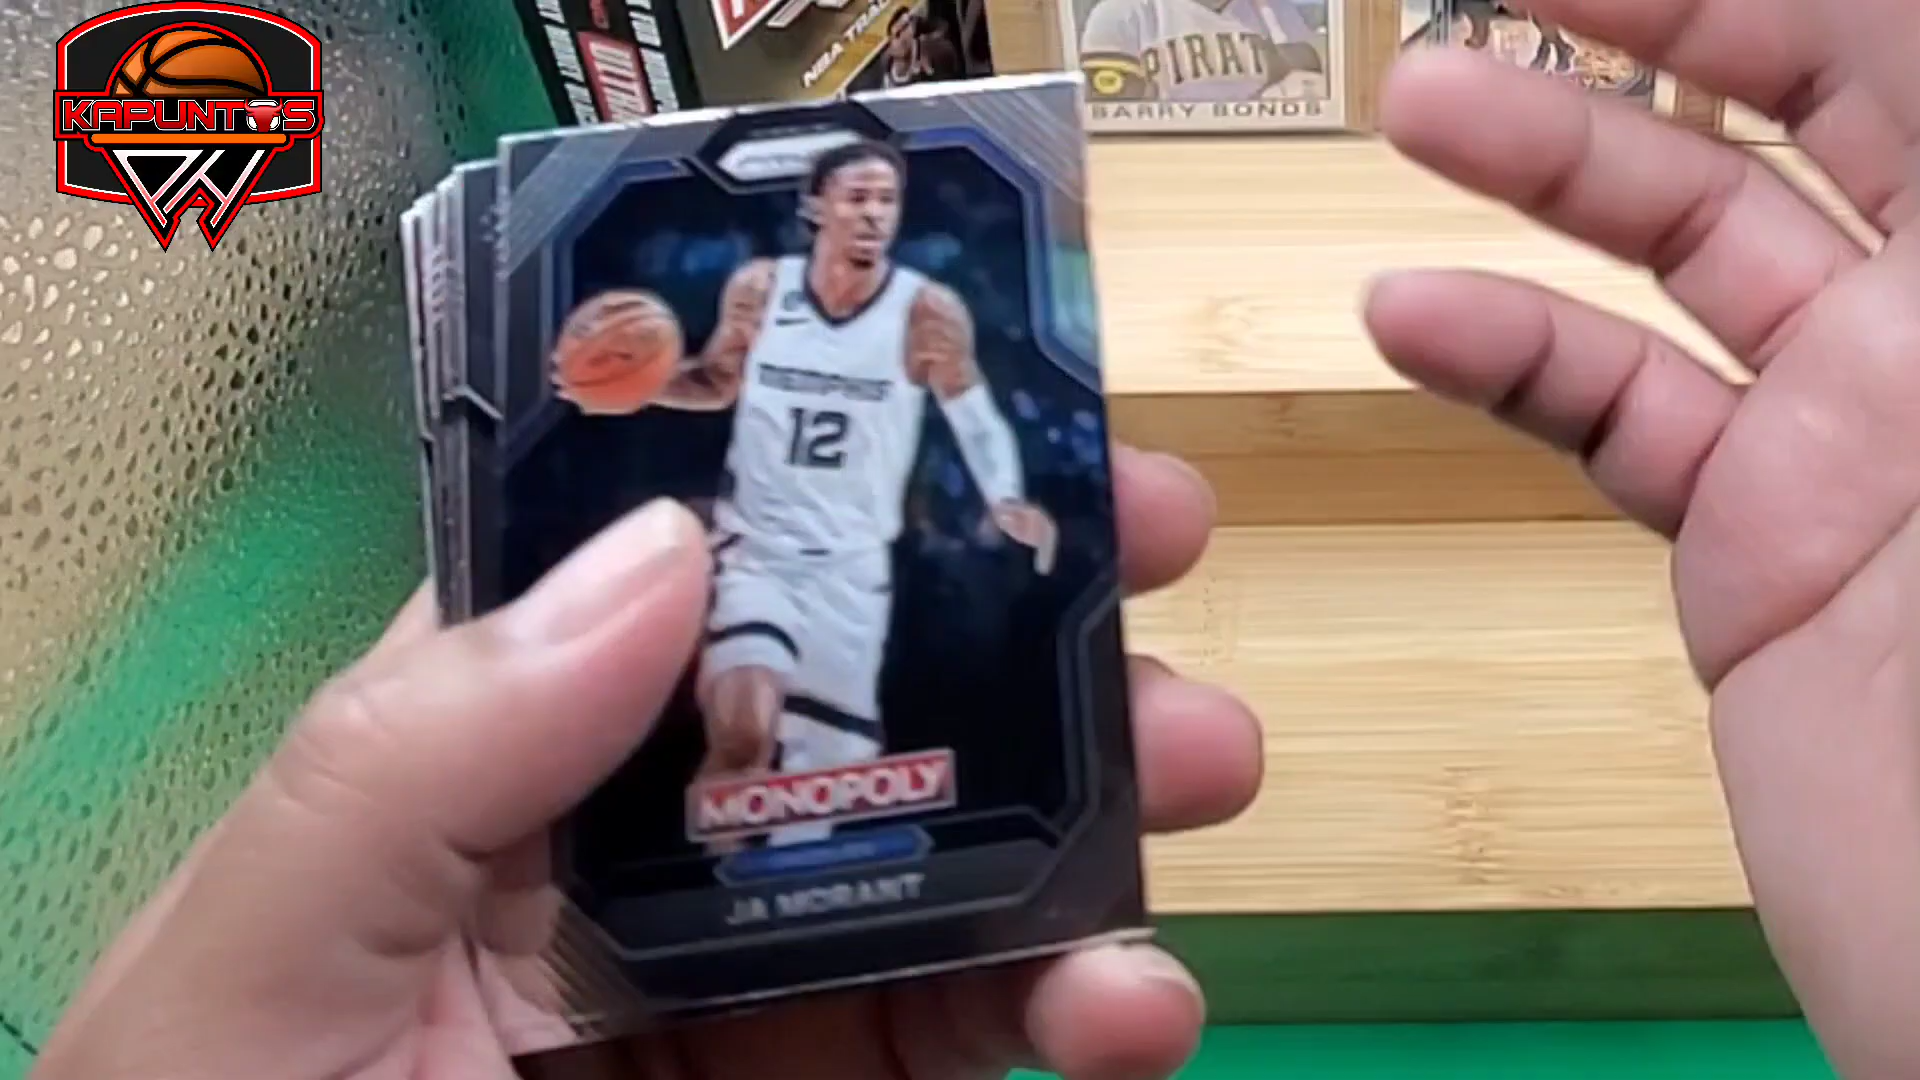 KAPUNTOS
NBA TRA
PIRAT
BARRY BONDS
MEMPHIS
12
MONOPOLY
JA MORANT